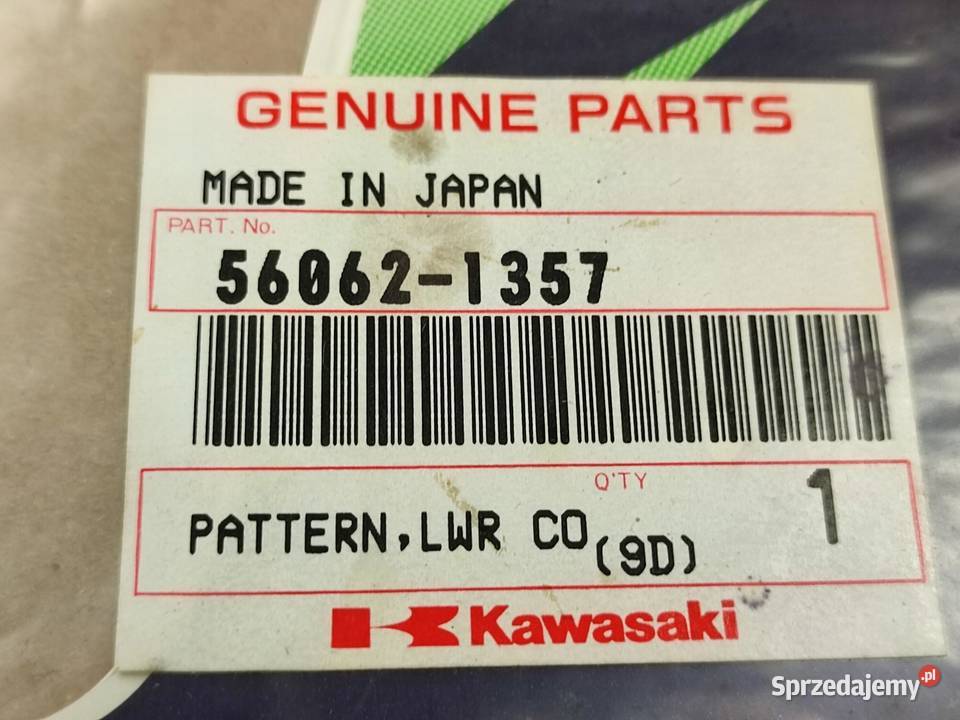 GENUINE PARTS
MADE IN JAPAN
PART. No.
56062-1357
Q'TY
1
PATTERN,LWR CO(9D)
Kawasaki
Sprzedajemy.pl